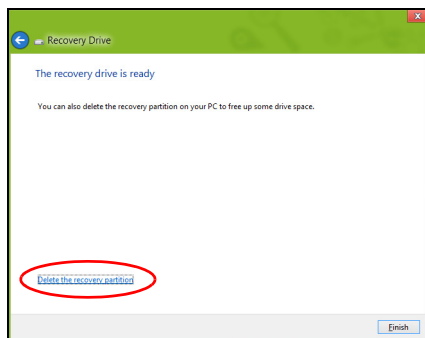 x
Recovery Drive
The recovery drive is ready
You can also delete the recovery partition on your PC to free up some drive space.
Delete the recovery partition
Finish